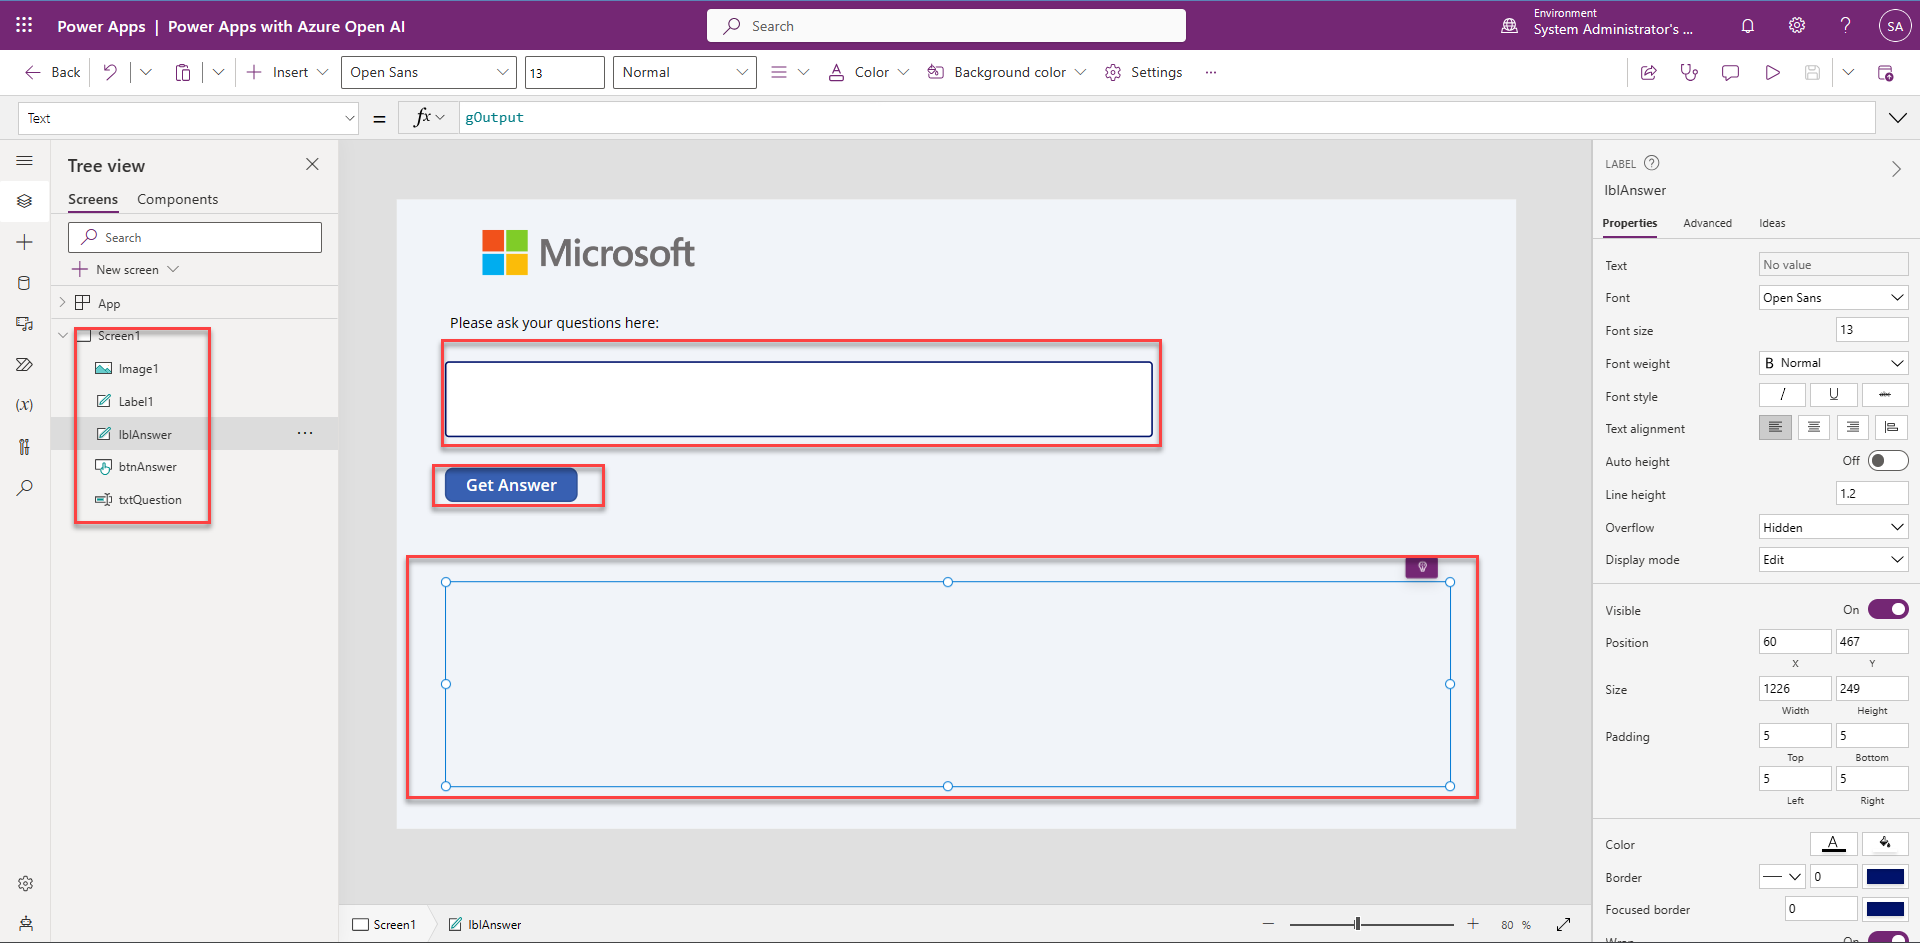 Power Apps | Power Apps with Azure Open AI
Search
Environment
System Administrator's ...
SA
Back
Insert
Open Sans
13
Normal
Color
Background color
Settings
Text
=
fx
gOutput
Tree view
Screens
Components
Search
New screen
App
Screen1
Image1
Label1
lblAnswer
btnAnswer
txtQuestion
(x)
Microsoft
Please ask your questions here:
Get Answer
LABEL
lblAnswer
Properties
Advanced
Ideas
Text
No value
Font
Open Sans
Font size
13
Font weight
B Normal
Font style
/ U abc
Text alignment
Auto height
Off
Line height
1.2
Overflow
Hidden
Display mode
Edit
Visible
On
Position
60 467
X Y
Size
1226 249
Width Height
Padding
5 5
Top Bottom
5 5
Left Right
Color
A
Border
0
Focused border
0
Wrap
On
Screen1
lblAnswer
80 %